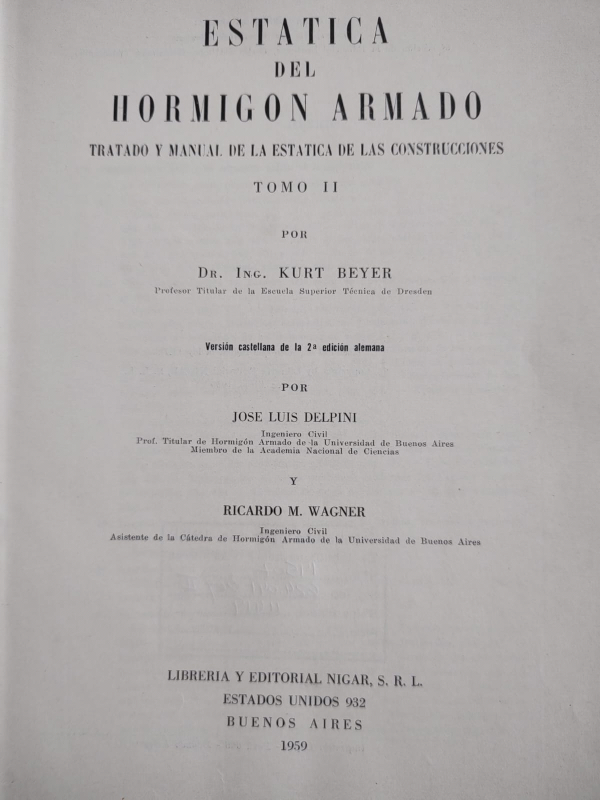 ESTATICA
DEL
HORMIGON ARMADO
TRATADO Y MANUAL DE LA ESTATICA DE LAS CONSTRUCCIONES
TOMO II
POR
DR. ING. KURT BEYER
Profesor Titular de la Escuela Superior Técnica de Dresden
Versión castellana de la 2ª edición alemana
POR
JOSE LUIS DELPINI
Ingeniero Civil
Prof. Titular de Hormigón Armado de la Universidad de Buenos Aires
Miembro de la Academia Nacional de Ciencias
Y
RICARDO M. WAGNER
Ingeniero Civil
Asistente de la Cátedra de Hormigón Armado de la Universidad de Buenos Aires
LIBRERIA Y EDITORIAL NIGAR, S. R. L.
ESTADOS UNIDOS 932
BUENOS AIRES
1959